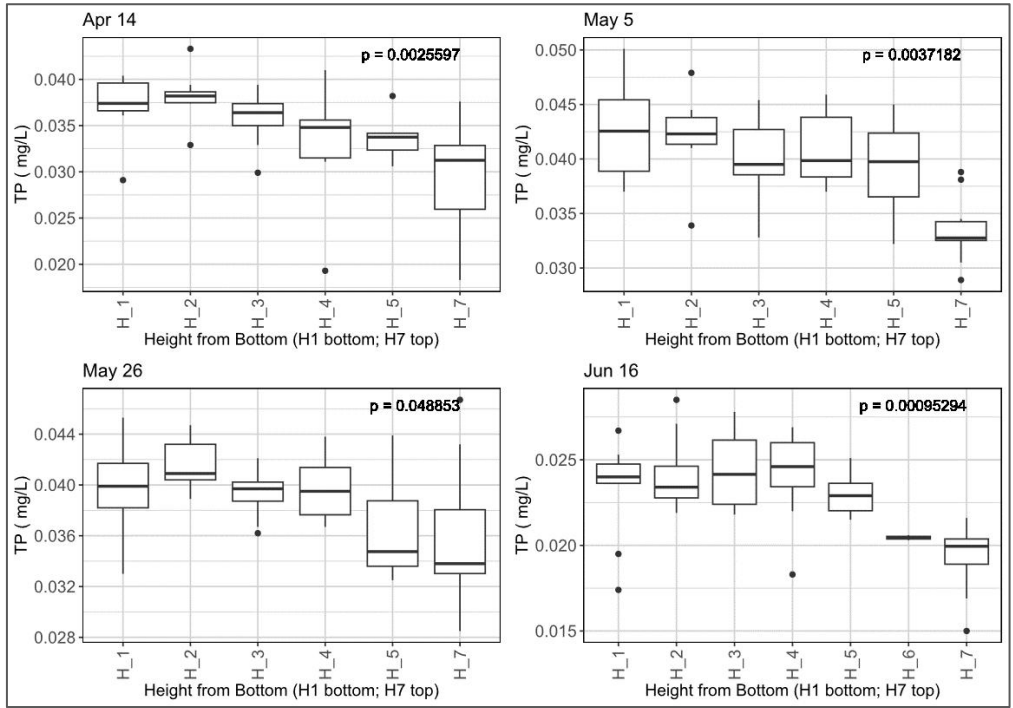 Apr 14
p = 0.0025597
TP ( mg/L)
0.040
0.035
0.030
0.025
0.020
H_1 H_2 H_3 H_4 H_5 H_7
Height from Bottom (H1 bottom; H7 top)
May 5
p = 0.0037182
TP ( mg/L)
0.050
0.045
0.040
0.035
0.030
H_1 H_2 H_3 H_4 H_5 H_7
Height from Bottom (H1 bottom; H7 top)
May 26
p = 0.048853
TP ( mg/L)
0.044
0.040
0.036
0.032
0.028
H_1 H_2 H_3 H_4 H_5 H_7
Height from Bottom (H1 bottom; H7 top)
Jun 16
p = 0.00095294
TP ( mg/L)
0.025
0.020
0.015
H_1 H_2 H_3 H_4 H_5 H_6 H_7
Height from Bottom (H1 bottom; H7 top)